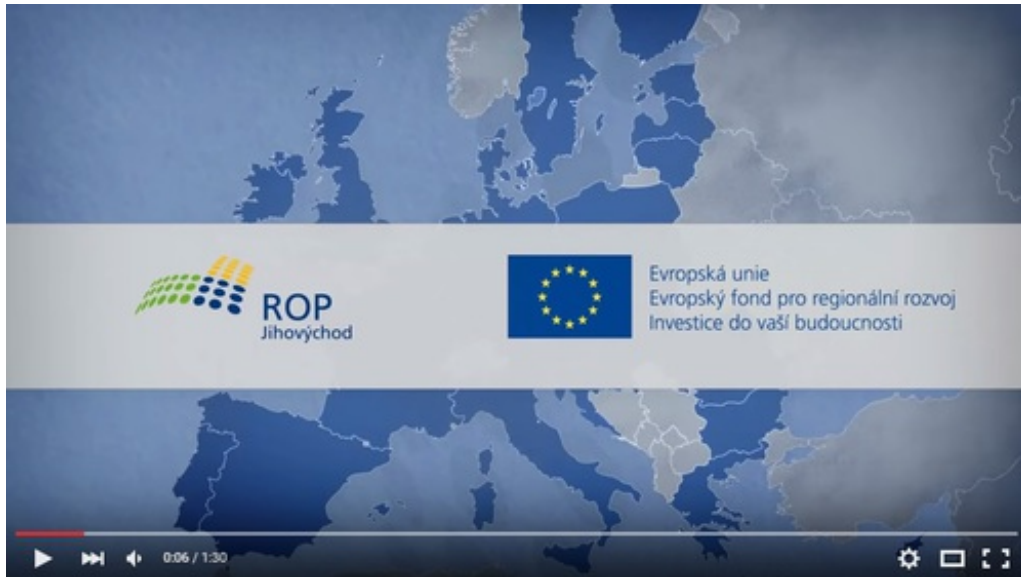 ROP
Jihovýchod
Evropská unie
Evropský fond pro regionální rozvoj
Investice do vaší budoucnosti
0:06 / 1:30